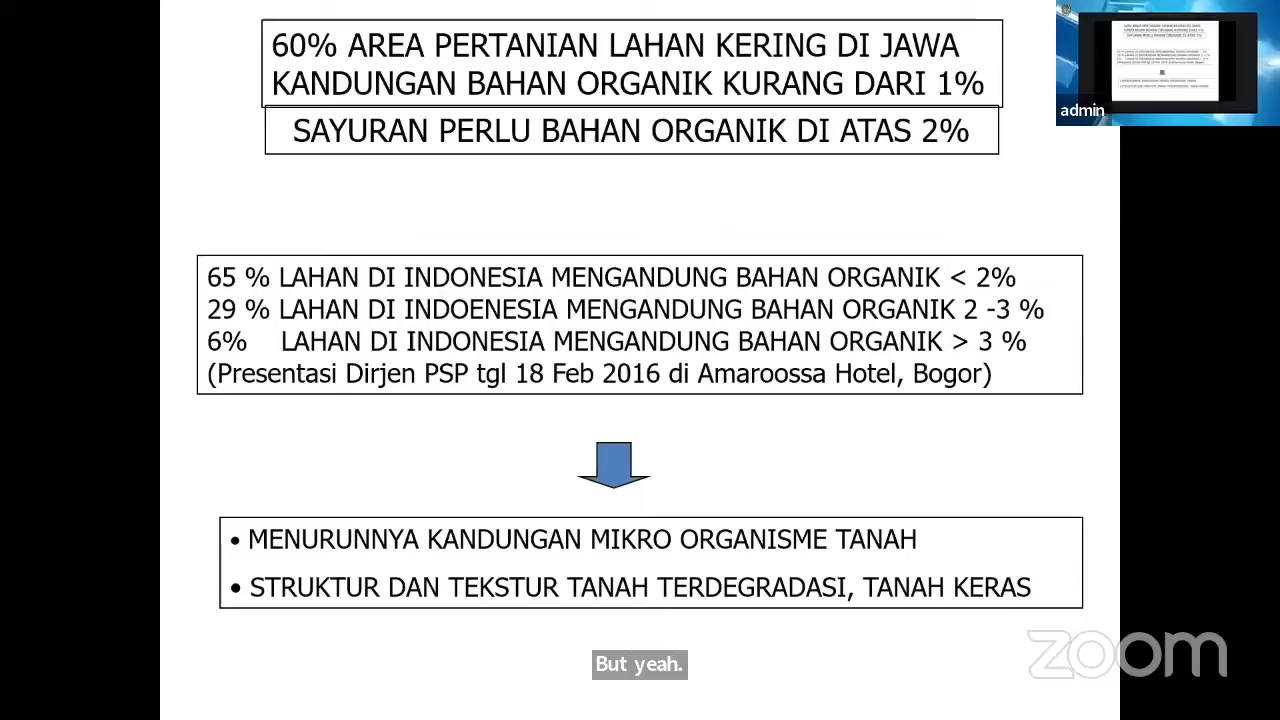 60% AREA PERTANIAN LAHAN KERING DI JAWA
KANDUNGAN BAHAN ORGANIK KURANG DARI 1%
SAYURAN PERLU BAHAN ORGANIK DI ATAS 2%
admin
65 % LAHAN DI INDONESIA MENGANDUNG BAHAN ORGANIK < 2%
29 % LAHAN DI INDOENESIA MENGANDUNG BAHAN ORGANIK 2 -3 %
6% LAHAN DI INDONESIA MENGANDUNG BAHAN ORGANIK > 3 %
(Presentasi Dirjen PSP tgl 18 Feb 2016 di Amaroossa Hotel, Bogor)
• MENURUNNYA KANDUNGAN MIKRO ORGANISME TANAH
• STRUKTUR DAN TEKSTUR TANAH TERDEGRADASI, TANAH KERAS
But yeah.
zoom